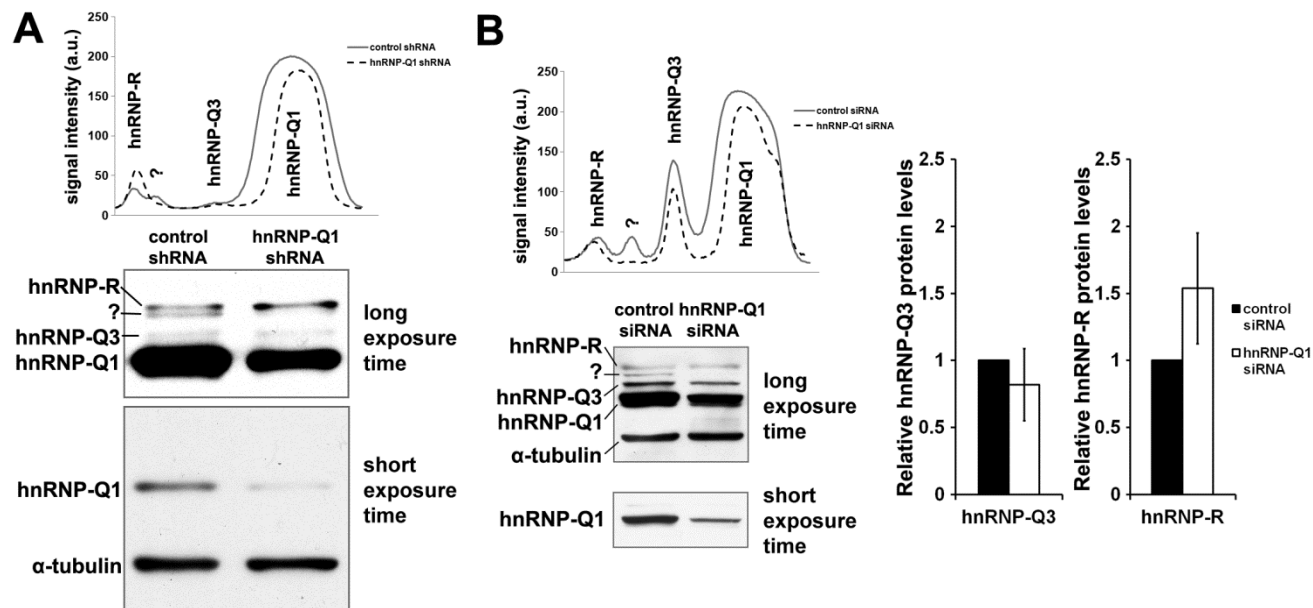 A
signal intensity (a.u.)
250
200
150
100
50
0
hnRNP-R
?
hnRNP-Q3
hnRNP-Q1
control shRNA
hnRNP-Q1 shRNA
control
shRNA
hnRNP-Q1
shRNA
hnRNP-R
?
hnRNP-Q3
hnRNP-Q1
long
exposure
time
hnRNP-Q1
α-tubulin
short
exposure
time
B
signal intensity (a.u.)
250
200
150
100
50
0
hnRNP-R
?
hnRNP-Q3
hnRNP-Q1
control siRNA
hnRNP-Q1 siRNA
control
siRNA
hnRNP-Q1
siRNA
hnRNP-R
?
hnRNP-Q3
hnRNP-Q1
α-tubulin
long
exposure
time
hnRNP-Q1
short
exposure
time
Relative hnRNP-Q3 protein levels
2.5
2
1.5
1
0.5
0
hnRNP-Q3
Relative hnRNP-R protein levels
2.5
2
1.5
1
0.5
0
hnRNP-R
control
siRNA
hnRNP-Q1
siRNA